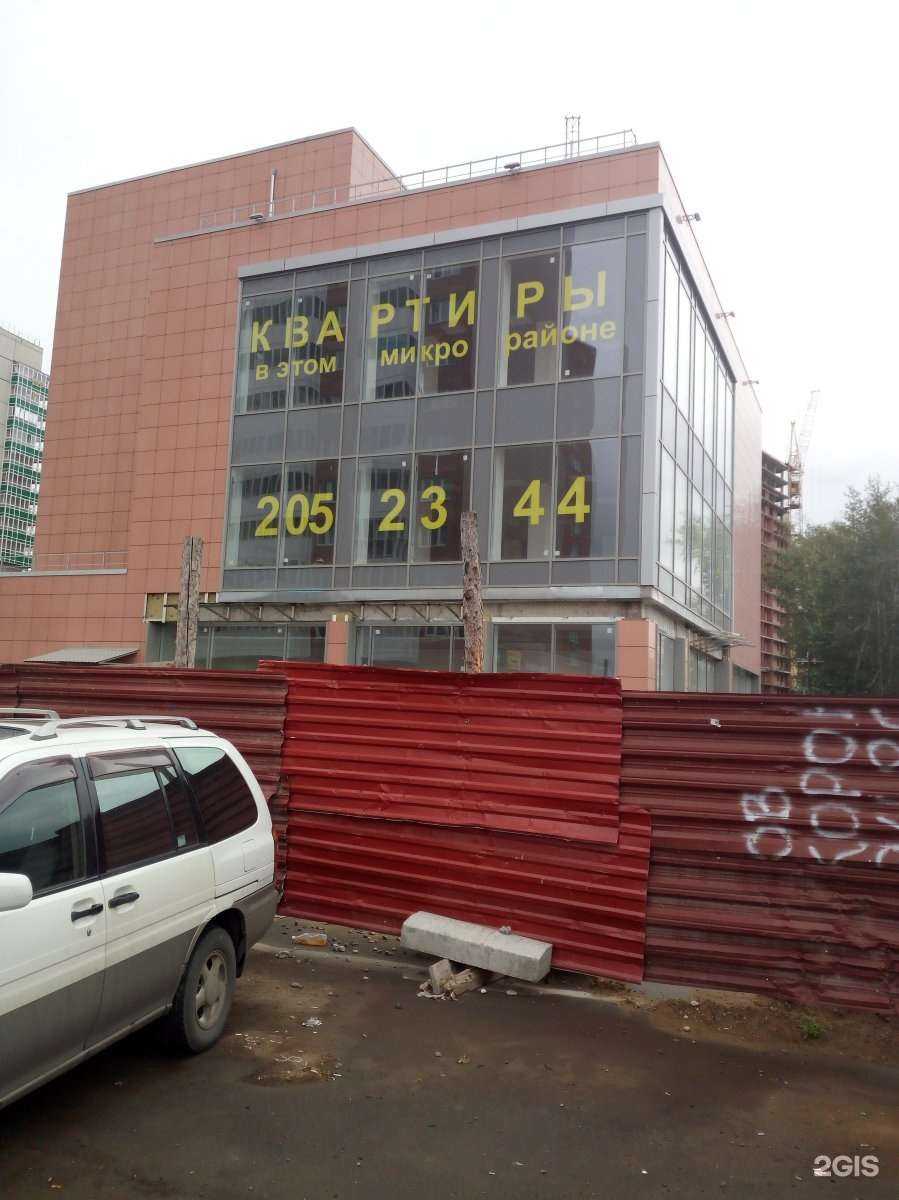 КВАРТИРЫ
в этом микро районе
205 23 44
2GIS